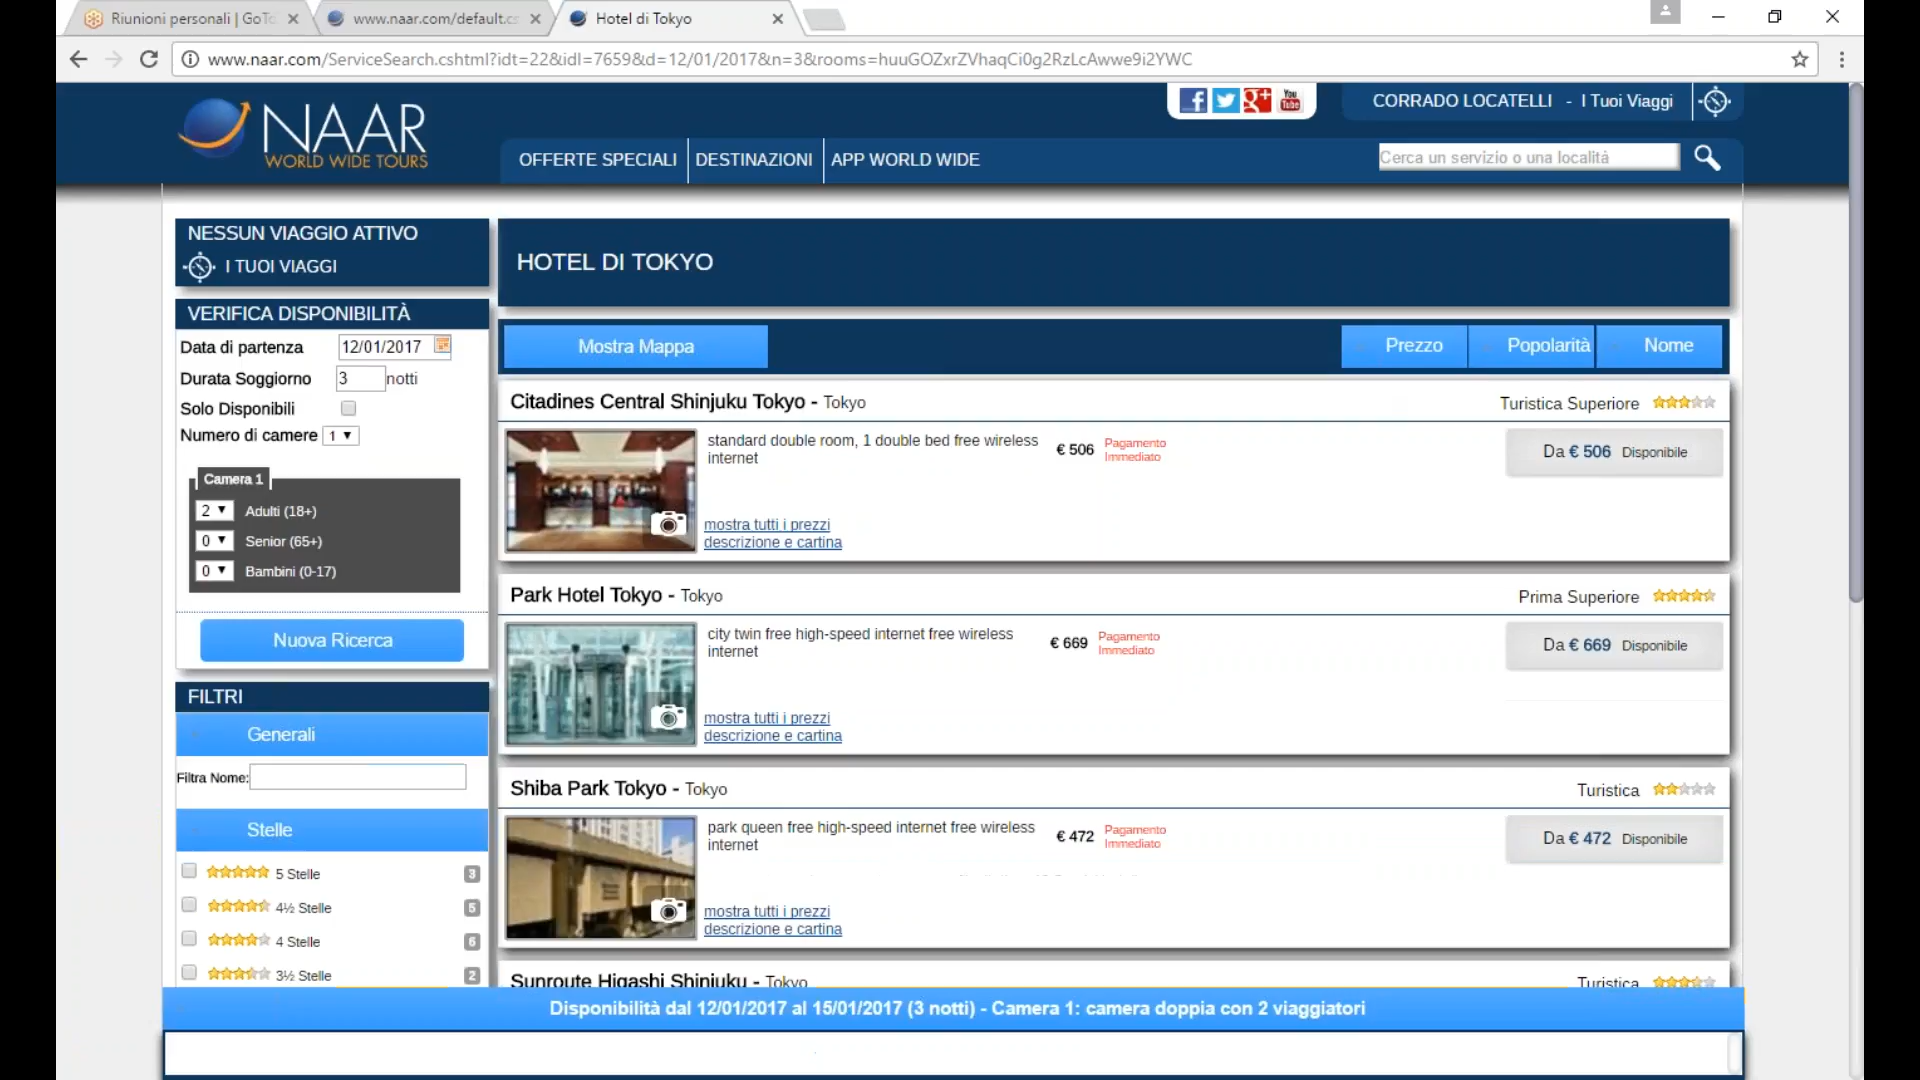 Riunioni personali | GoTo
www.naar.com/default.cs
Hotel di Tokyo
www.naar.com/ServiceSearch.cshtml?idt=22&idl=7659&d=12/01/2017&n=3&rooms=huuGOZxrZVhaqCi0g2RzLcAwwe9i2YWC
NAAR
WORLD WIDE TOURS
You Tube
CORRADO LOCATELLI - I Tuoi Viaggi
OFFERTE SPECIALI
DESTINAZIONI
APP WORLD WIDE
Cerca un servizio o una località
NESSUN VIAGGIO ATTIVO
I TUOI VIAGGI
VERIFICA DISPONIBILITÀ
Data di partenza 12/01/2017
Durata Soggiorno 3 notti
Solo Disponibili
Numero di camere 1
Camera 1
2 Adulti (18+)
0 Senior (65+)
0 Bambini (0-17)
Nuova Ricerca
FILTRI
Generali
Filtra Nome:
Stelle
5 Stelle 3
4½ Stelle 5
4 Stelle 6
3½ Stelle 2
HOTEL DI TOKYO
Mostra Mappa
Prezzo
Popolarità
Nome
Citadines Central Shinjuku Tokyo - Tokyo
Turistica Superiore
standard double room, 1 double bed free wireless
internet
€ 506
Pagamento
Immediato
Da € 506 Disponibile
mostra tutti i prezzi
descrizione e cartina
Park Hotel Tokyo - Tokyo
Prima Superiore
city twin free high-speed internet free wireless
internet
€ 669
Pagamento
Immediato
Da € 669 Disponibile
mostra tutti i prezzi
descrizione e cartina
Shiba Park Tokyo - Tokyo
Turistica
park queen free high-speed internet free wireless
internet
€ 472
Pagamento
Immediato
Da € 472 Disponibile
mostra tutti i prezzi
descrizione e cartina
Sunroute Higashi Shinjuku - Tokyo
Turistica
Disponibilità dal 12/01/2017 al 15/01/2017 (3 notti) - Camera 1: camera doppia con 2 viaggiatori